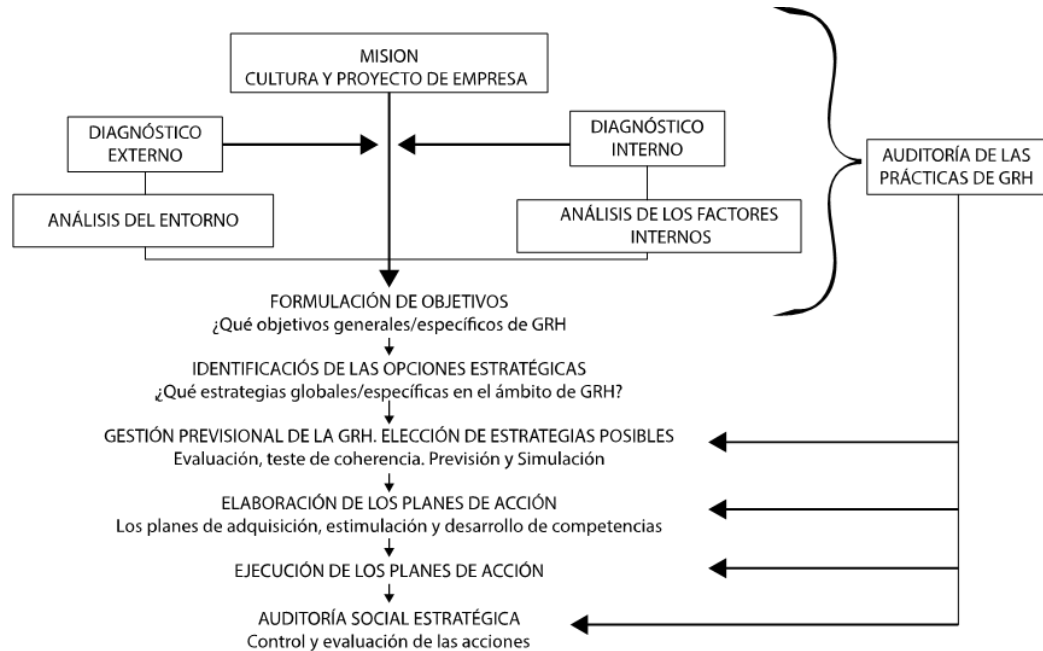 MISION
CULTURA Y PROYECTO DE EMPRESA
DIAGNÓSTICO
EXTERNO
DIAGNÓSTICO
INTERNO
AUDITORÍA DE LAS
PRÁCTICAS DE GRH
ANÁLISIS DEL ENTORNO
ANÁLISIS DE LOS FACTORES
INTERNOS
FORMULACIÓN DE OBJETIVOS
¿Qué objetivos generales/específicos de GRH
IDENTIFICACIÓS DE LAS OPCIONES ESTRATÉGICAS
¿Qué estrategias globales/específicas en el ámbito de GRH?
GESTIÓN PREVISIONAL DE LA GRH. ELECCIÓN DE ESTRATEGIAS POSIBLES
Evaluación, teste de coherencia. Previsión y Simulación
ELABORACIÓN DE LOS PLANES DE ACCIÓN
Los planes de adquisición, estimulación y desarrollo de competencias
EJECUCIÓN DE LOS PLANES DE ACCIÓN
AUDITORÍA SOCIAL ESTRATÉGICA
Control y evaluación de las acciones